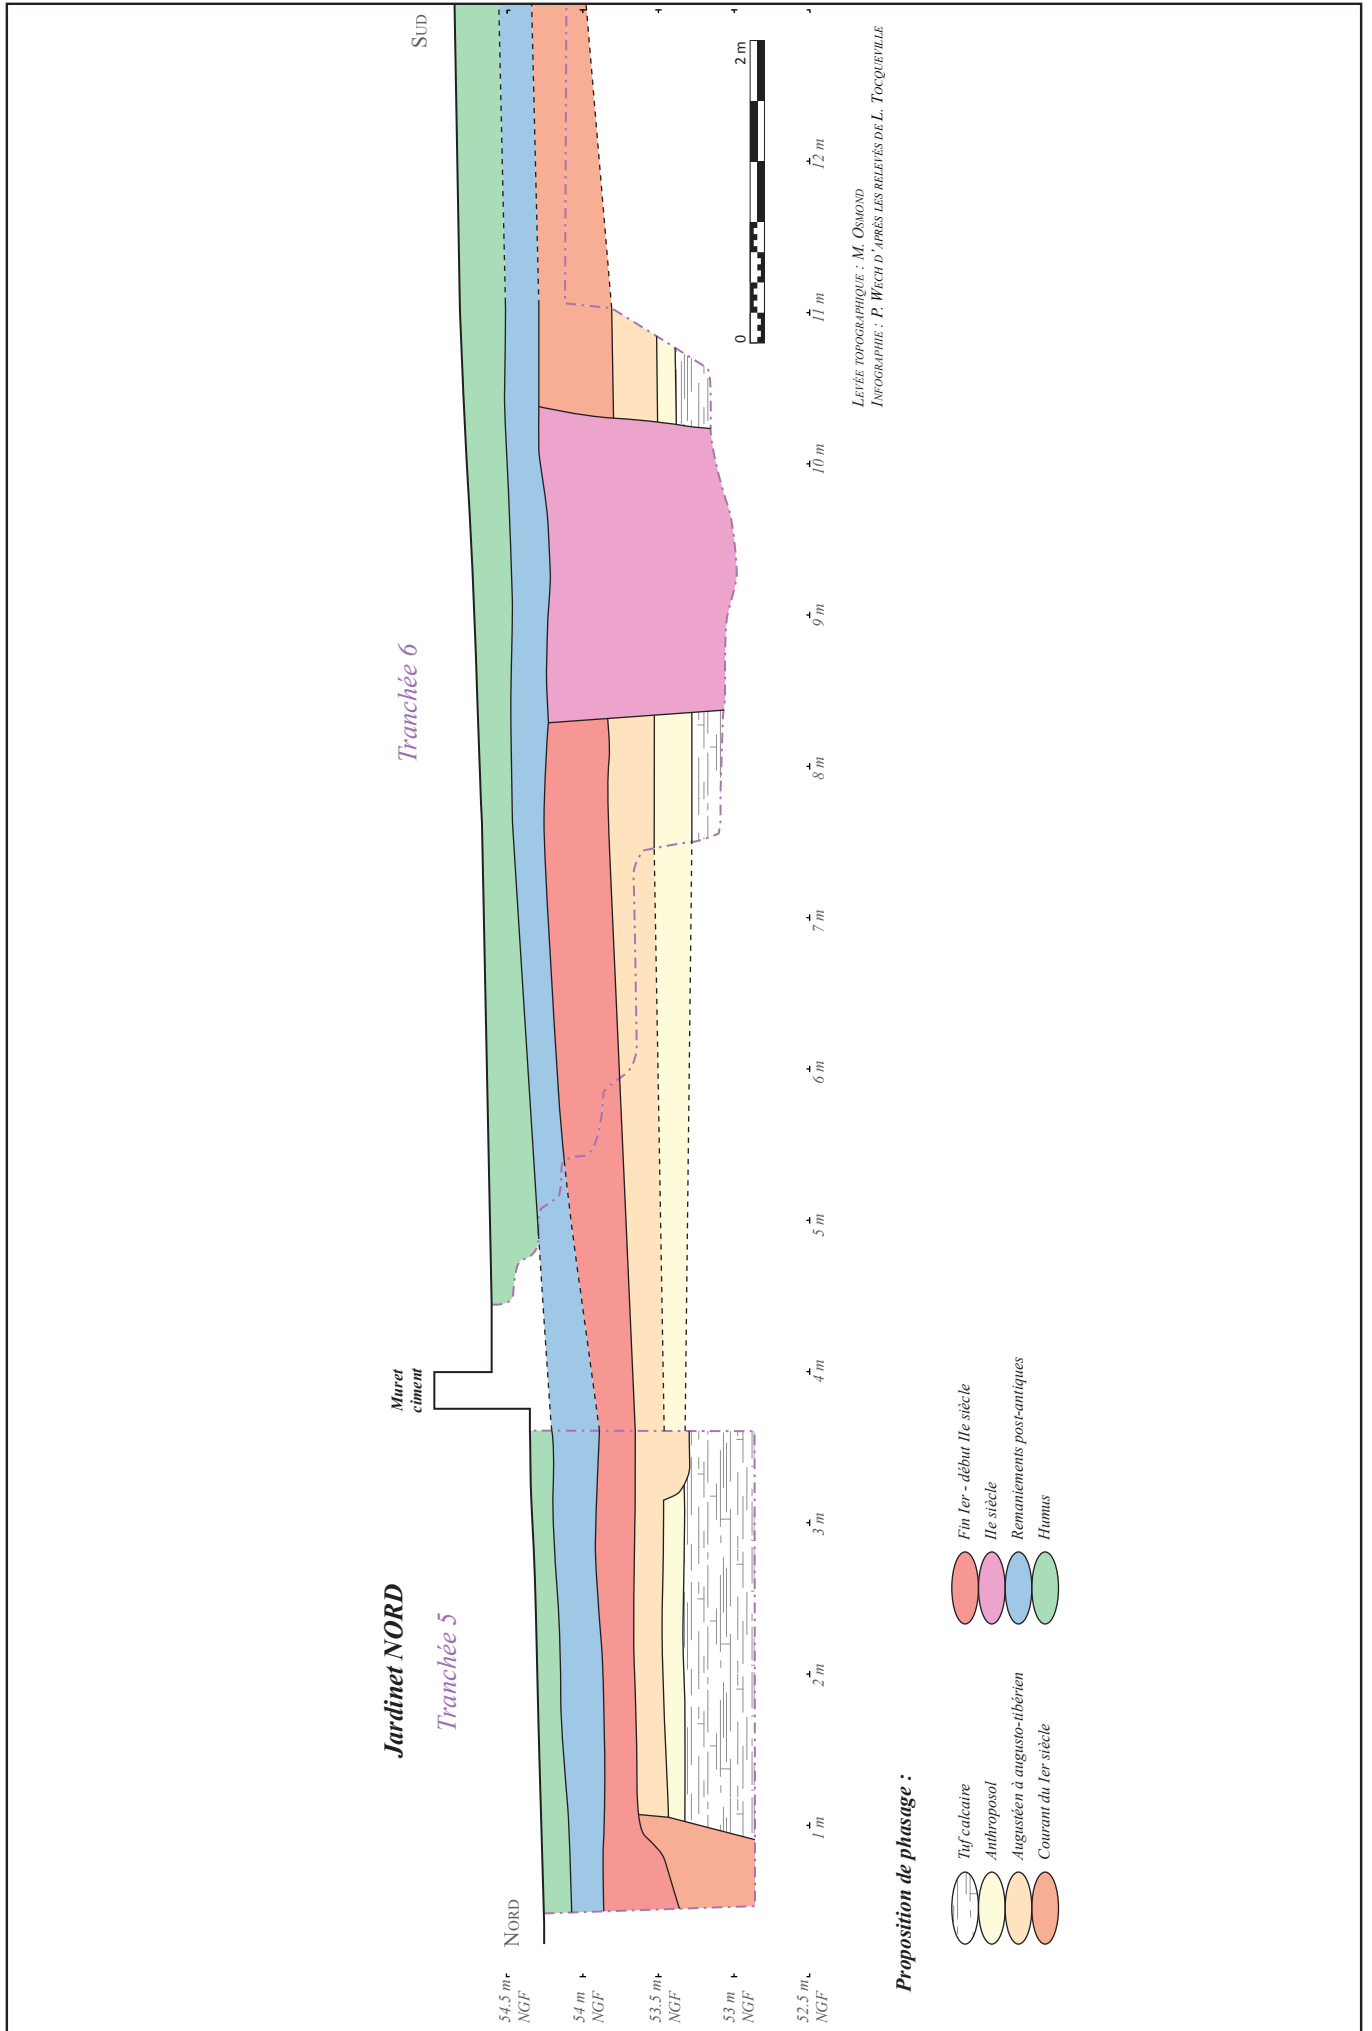 Jardinet NORD
Tranchée 5
Tranchée 6
NORD
SUD
Muret
ciment
54.5 m
NGF
54 m
NGF
53.5 m
NGF
53 m
NGF
52.5 m
NGF
1 m
2 m
3 m
4 m
5 m
6 m
7 m
8 m
9 m
10 m
11 m
12 m
0
2 m
LEVÉE TOPOGRAPHIQUE : M. OSMOND
INFOGRAPHIE : P. WECH D'APRÈS LES RELEVÉS DE L. TOCQUEVILLE
Proposition de phasage :
Tuf calcaire
Anthroposol
Augustéen à augusto-tibérien
Courant du Ier siècle
Fin Ier - début IIe siècle
IIe siècle
Remaniements post-antiques
Humus